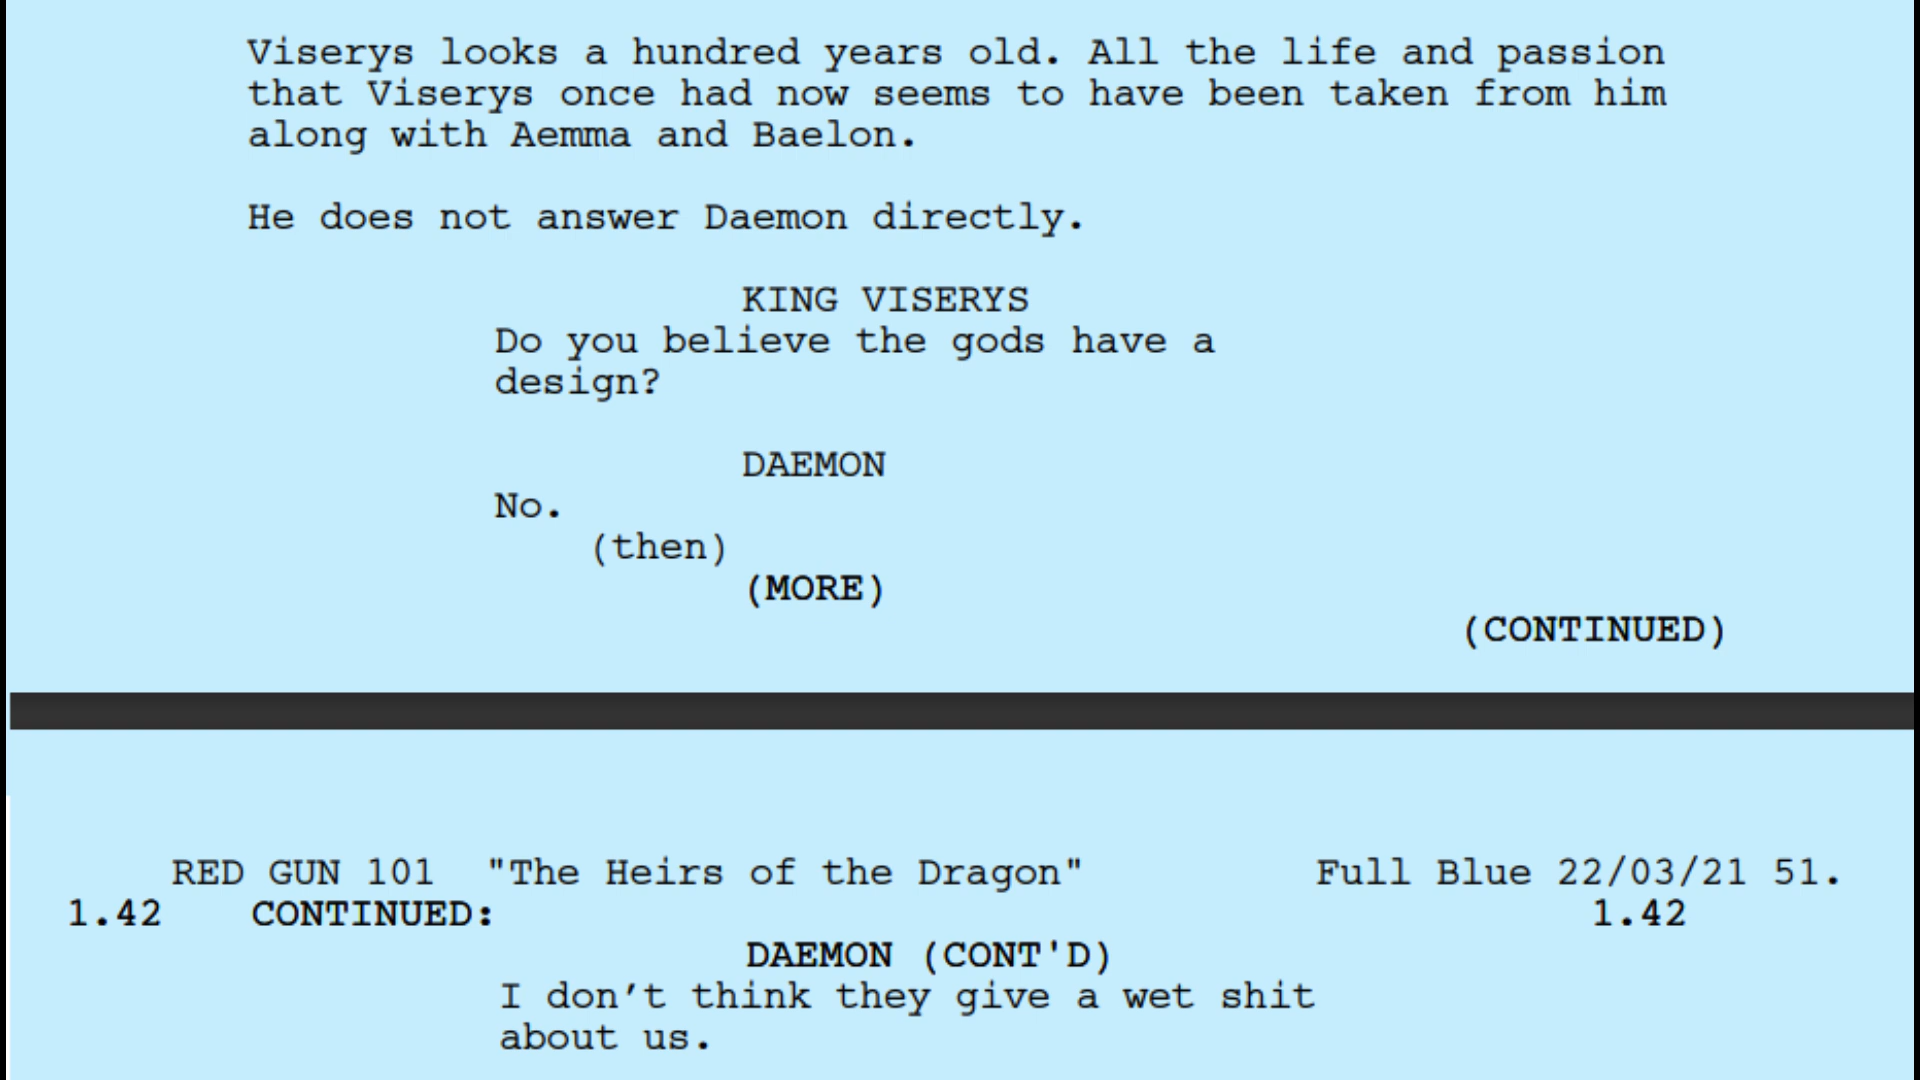 Viserys looks a hundred years old. All the life and passion
that Viserys once had now seems to have been taken from him
along with Aemma and Baelon.
He does not answer Daemon directly.
KING VISERYS
Do you believe the gods have a
design?
DAEMON
No.
(then)
(MORE)
(CONTINUED)
RED GUN 101 "The Heirs of the Dragon" Full Blue 22/03/21 51.
1.42 CONTINUED: 1.42
DAEMON (CONT'D)
I don’t think they give a wet shit
about us.